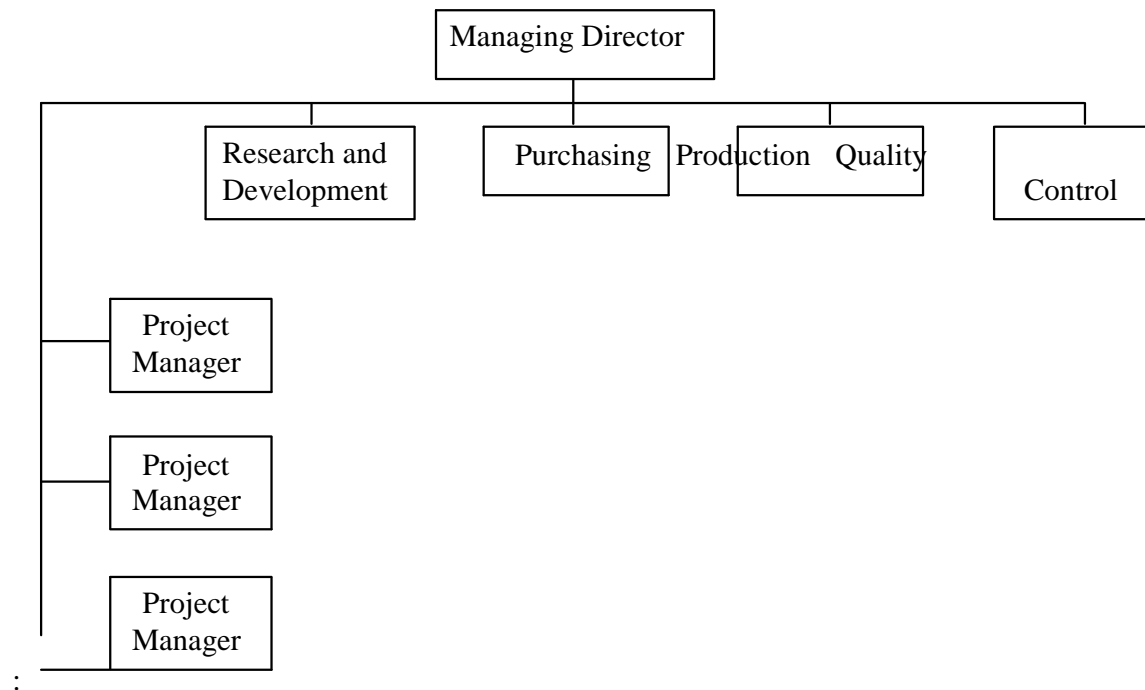 Managing Director
Research and
Development
Purchasing Production Quality
Control
Project
Manager
Project
Manager
Project
Manager
: